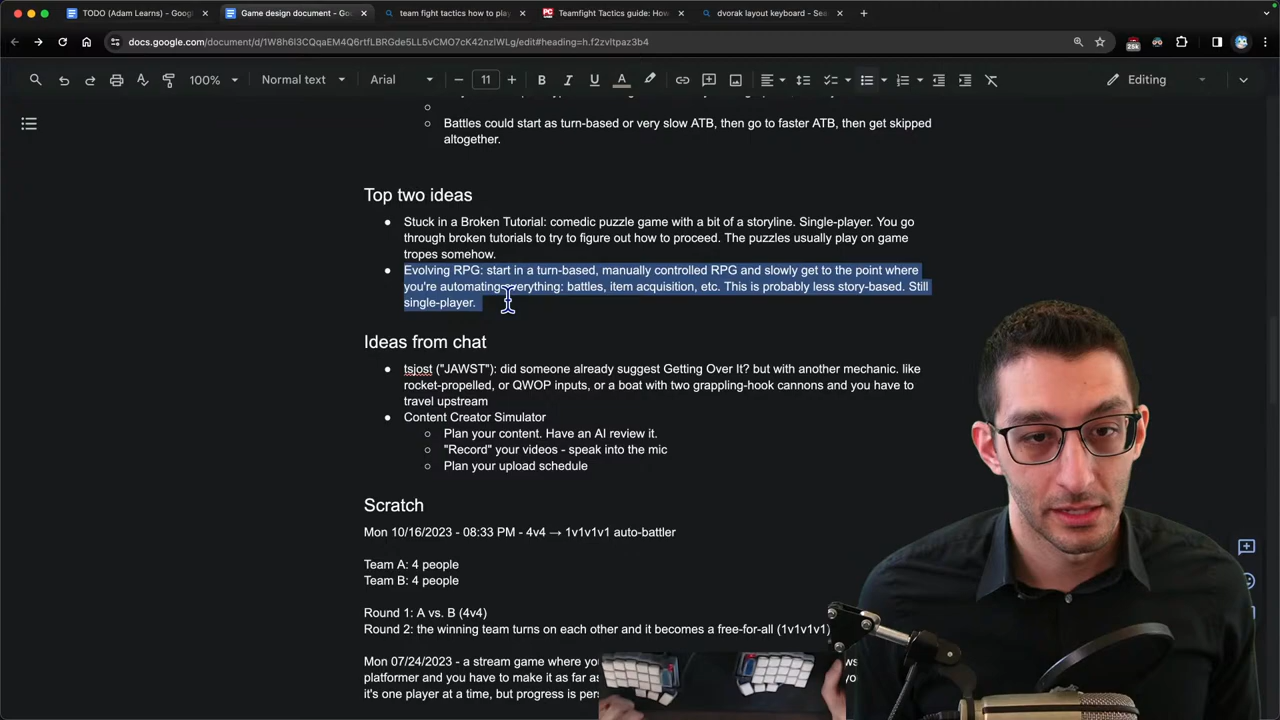 TODO (Adam Learns) - Goog
Game design document - Goo
team fight tactics how to play
Teamfight Tactics guide: How
dvorak layout keyboard - Sea
docs.google.com/document/d/1W8h6I3CQqaEM4Q6rtfLBRGde5LL5vCMO7cK42nzlWLg/edit#heading=h.f2zvltpaz3b4
25k
100%
Normal text
Arial
11
Editing
Battles could start as turn-based or very slow ATB, then go to faster ATB, then get skipped
altogether.
Top two ideas
Stuck in a Broken Tutorial: comedic puzzle game with a bit of a storyline. Single-player. You go
through broken tutorials to try to figure out how to proceed. The puzzles usually play on game
tropes somehow.
Evolving RPG: start in a turn-based, manually controlled RPG and slowly get to the point where
you're automating everything: battles, item acquisition, etc. This is probably less story-based. Still
single-player.
Ideas from chat
tsjost ("JAWST"): did someone already suggest Getting Over It? but with another mechanic. like
rocket-propelled, or QWOP inputs, or a boat with two grappling-hook cannons and you have to
travel upstream
Content Creator Simulator
Plan your content. Have an AI review it.
"Record" your videos - speak into the mic
Plan your upload schedule
Scratch
Mon 10/16/2023 - 08:33 PM - 4v4 → 1v1v1v1 auto-battler
Team A: 4 people
Team B: 4 people
Round 1: A vs. B (4v4)
Round 2: the winning team turns on each other and it becomes a free-for-all (1v1v1v1)
Mon 07/24/2023 - a stream game where you
platformer and you have to make it as far as
it's one player at a time, but progress is pers